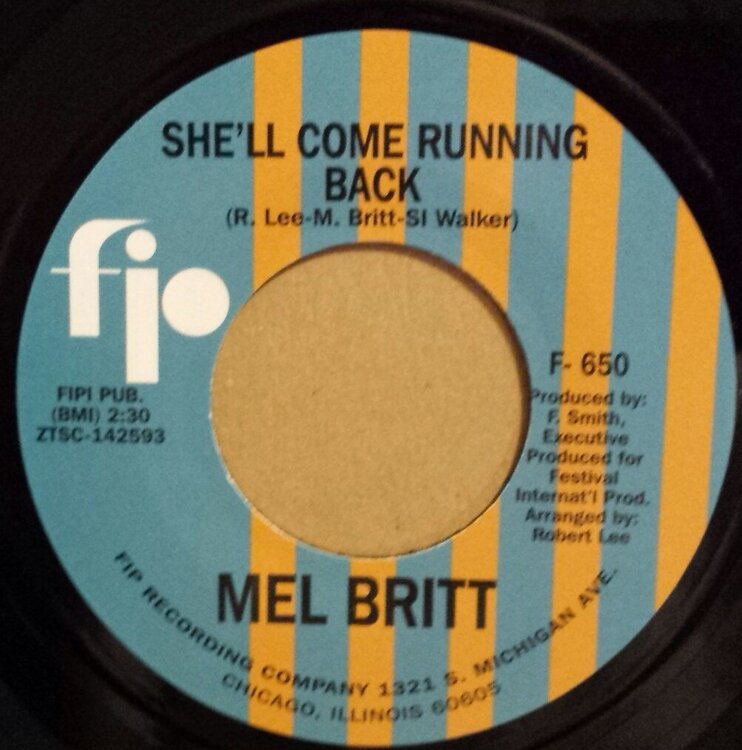 SHE'LL COME RUNNING
BACK
(R. Lee-M. Britt-SI Walker)
fip
FIPI PUB.
(BMI) 2:30
ZTSC-142593
F- 650
Produced by:
F. Smith,
Executive
Produced for
Festival
Internat'l Prod.
Arranged by:
Robert Lee
MEL BRITT
FIP RECORDING COMPANY 1321 S. MICHIGAN AVE.
CHICAGO, ILLINOIS 60605